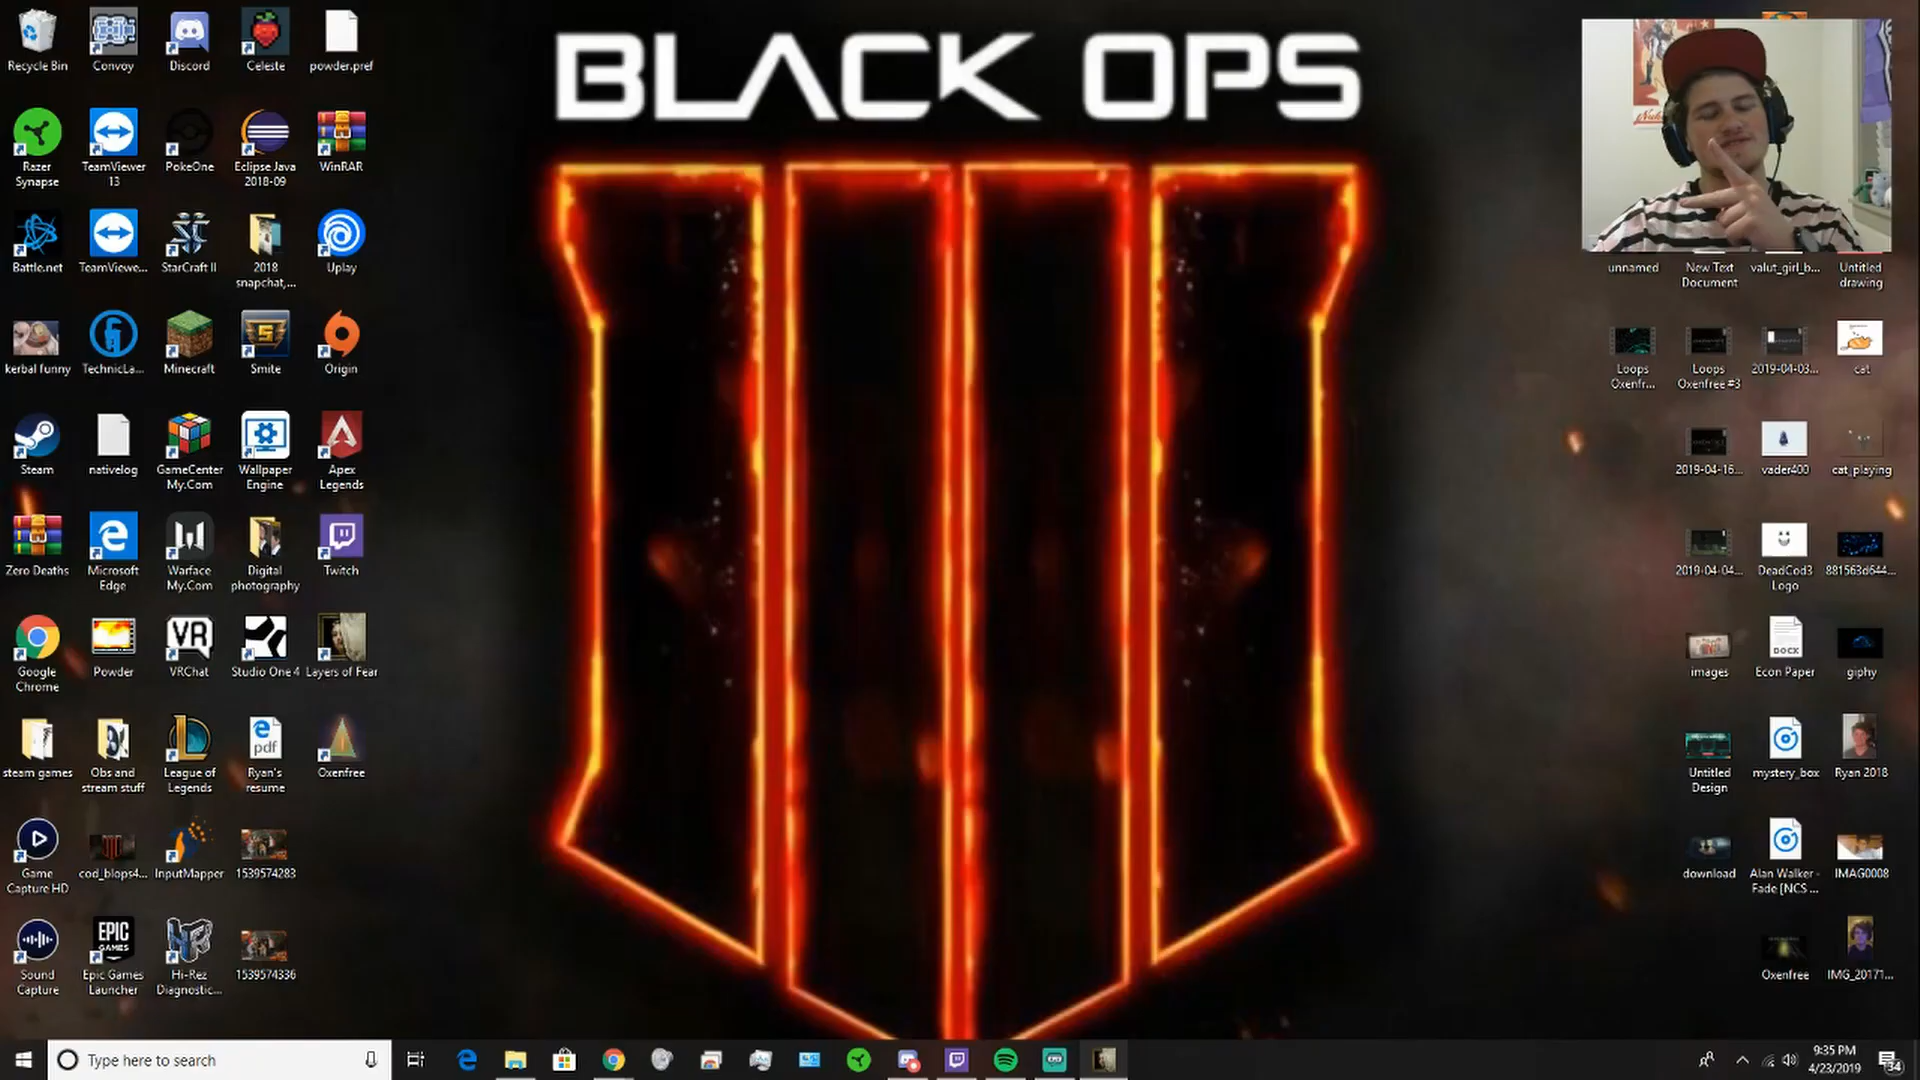 BLACK OPS
Recycle Bin
Convoy
Discord
Celeste
powder.pref
Razer
Synapse
TeamViewer
13
PokeOne
Eclipse Java
2018-09
WinRAR
Battle.net
TeamViewe...
StarCraft II
2018
snapchat,...
Uplay
unnamed
New Text
Document
valut_girl_b...
Untitled
drawing
kerbal funny
TechnicLa...
Minecraft
Smite
Origin
Loops
Oxenfr...
Loops
Oxenfree #3
2019-04-03...
cat
Steam
nativelog
GameCenter
My.Com
Wallpaper
Engine
Apex
Legends
2019-04-16...
vader400
cat_playing
Zero Deaths
Microsoft
Edge
Warface
My.Com
Digital
photography
Twitch
2019-04-04...
DeadCod3
Logo
881563d644...
Google
Chrome
Powder
VR
VRChat
Studio One 4
Layers of Fear
images
DOCX
Econ Paper
giphy
steam games
Obs and
stream stuff
League of
Legends
pdf
Ryan's
resume
Oxenfree
Untitled
Design
mystery_box
Ryan 2018
Game
Capture HD
cod_blops4...
InputMapper
1539574283
download
Alan Walker -
Fade [NCS ...
IMAG0008
Sound
Capture
EPIC
GAMES
Epic Games
Launcher
Hi-Rez
Diagnostic...
1539574336
Oxenfree
IMG_20171...
Type here to search
9:35 PM
4/23/2019
34